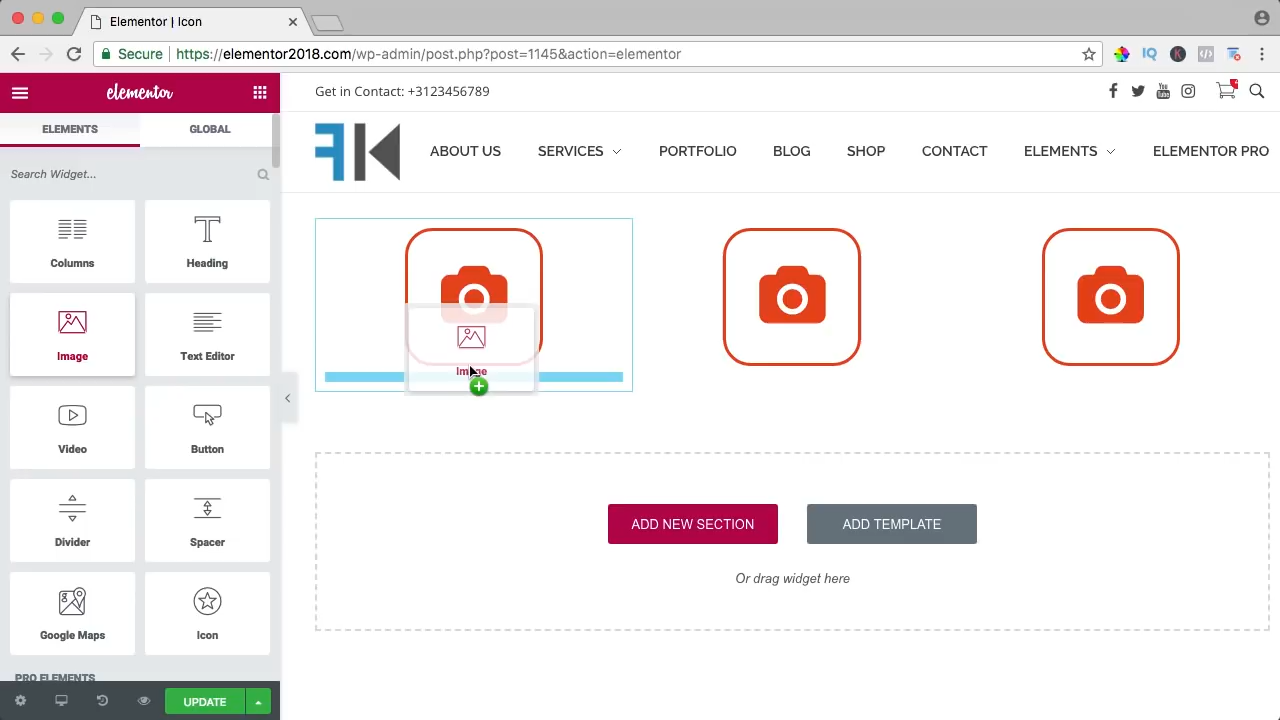 Elementor | Icon
Secure | https://elementor2018.com/wp-admin/post.php?post=1145&action=elementor
elementor
ELEMENTS GLOBAL
Search Widget...
Columns Heading
Image Text Editor
Video Button
Divider Spacer
Google Maps Icon
PRO ELEMENTS
UPDATE
Get in Contact: +3123456789
FK ABOUT US SERVICES PORTFOLIO BLOG SHOP CONTACT ELEMENTS ELEMENTOR PRO
Image
ADD NEW SECTION ADD TEMPLATE
Or drag widget here